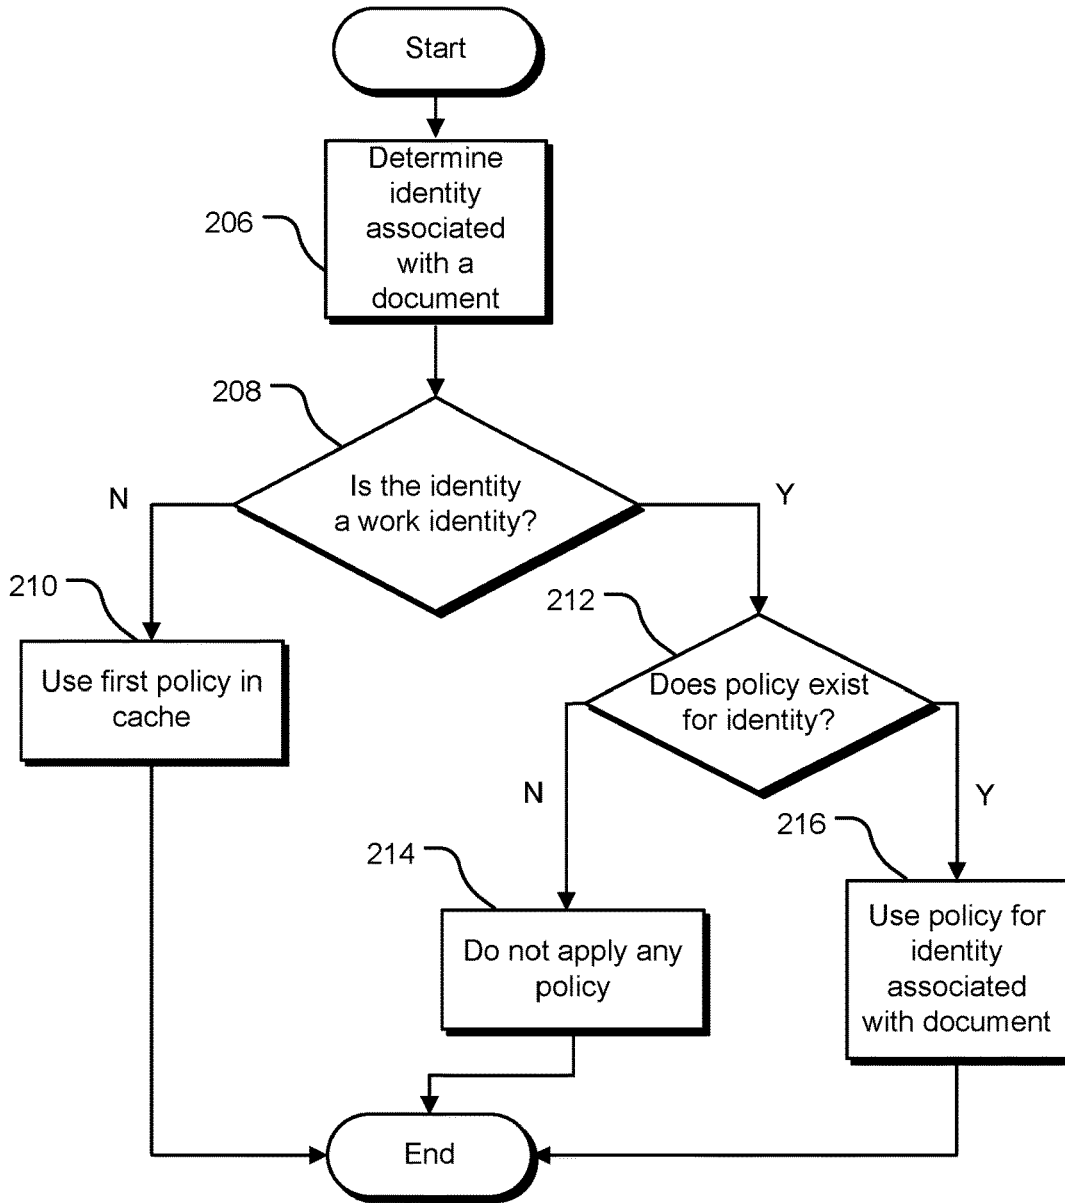 Start
Determine
identity
associated
with a
document
206
208
Is the identity
a work identity?
N
Y
210
212
Use first policy in
cache
Does policy exist
for identity?
N
Y
214
216
Do not apply any
policy
Use policy for
identity
associated
with document
End